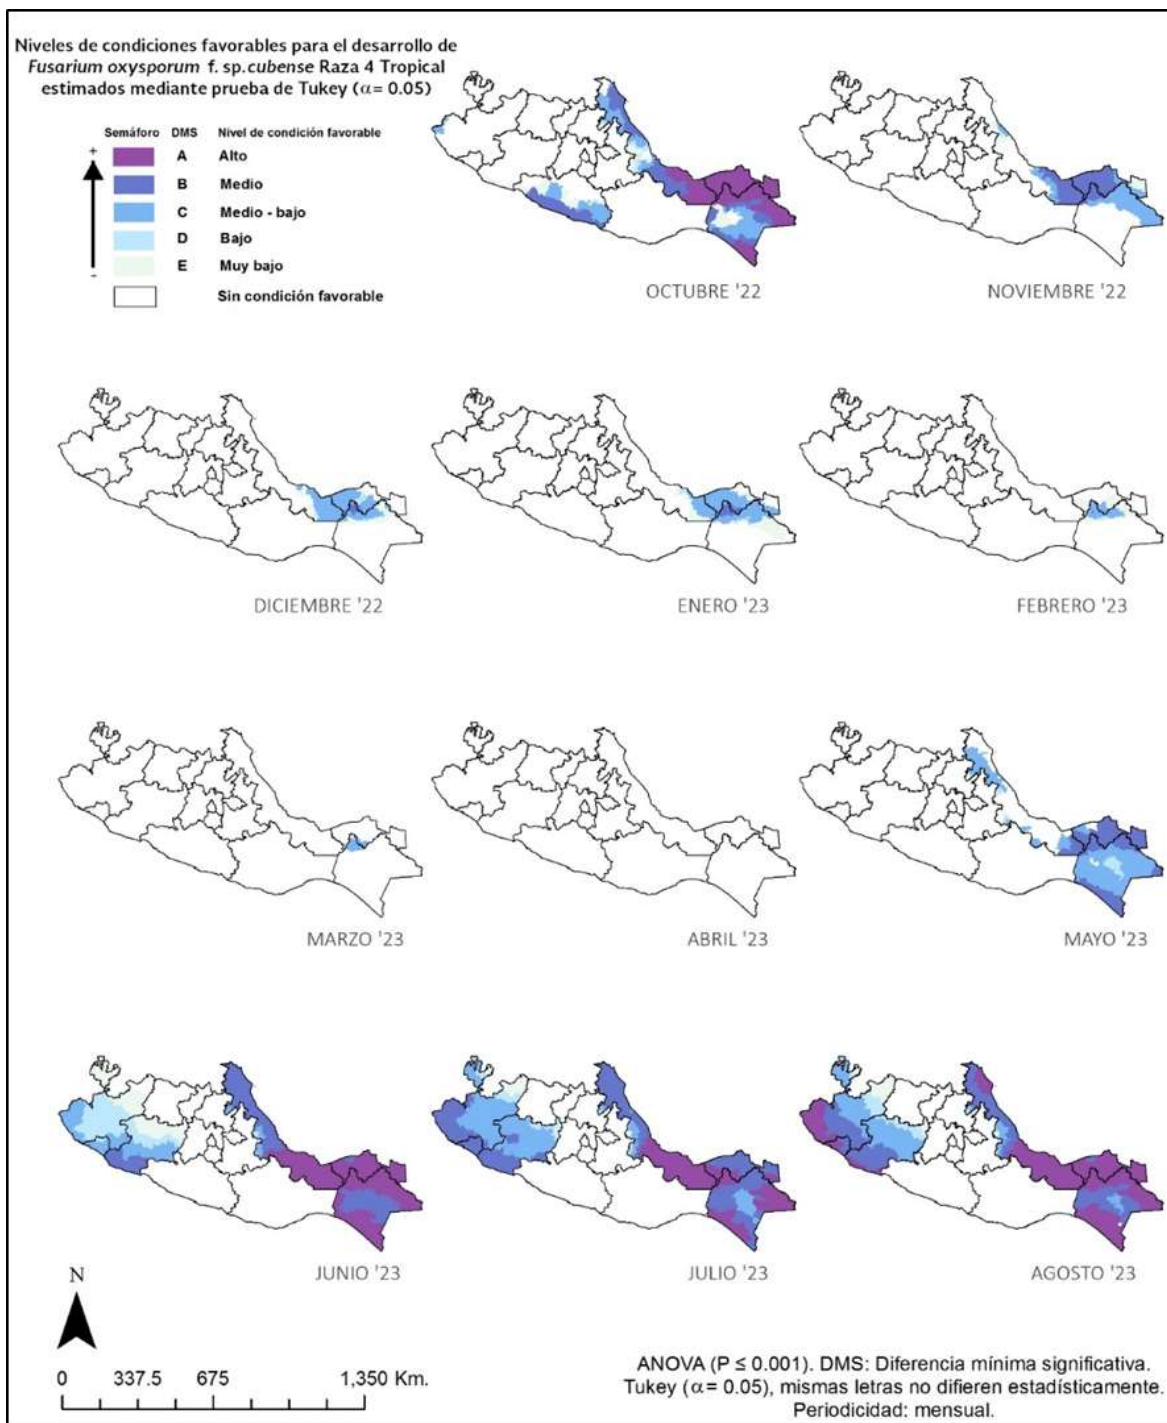 Niveles de condiciones favorables para el desarrollo de
Fusarium oxysporum f. sp.cubense Raza 4 Tropical
estimados mediante prueba de Tukey (α= 0.05)
Semáforo DMS Nivel de condición favorable
+ A Alto
B Medio
C Medio - bajo
D Bajo
- E Muy bajo
Sin condición favorable
OCTUBRE '22
NOVIEMBRE '22
DICIEMBRE '22
ENERO '23
FEBRERO '23
MARZO '23
ABRIL '23
MAYO '23
JUNIO '23
JULIO '23
AGOSTO '23
N
0 337.5 675 1,350 Km.
ANOVA (P ≤ 0.001). DMS: Diferencia mínima significativa.
Tukey (α= 0.05), mismas letras no difieren estadísticamente.
Periodicidad: mensual.